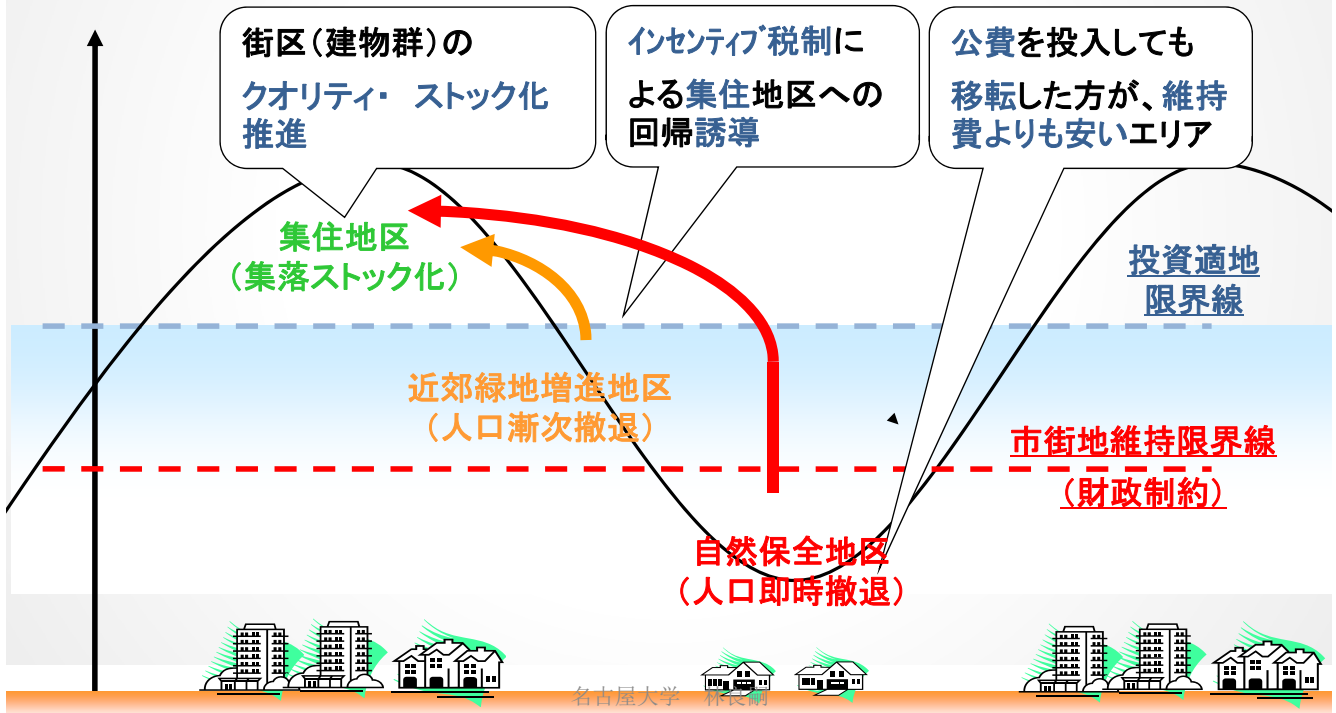 街区(建物群)の
クオリティ・ ストック化
推進
インセンティブ税制に
よる集住地区への
回帰誘導
公費を投入しても
移転した方が、維持
費よりも安いエリア
集住地区
(集落ストック化)
投資適地
限界線
近郊緑地増進地区
(人口漸次撤退)
市街地維持限界線
(財政制約)
自然保全地区
(人口即時撤退)
名古屋大学 林良嗣